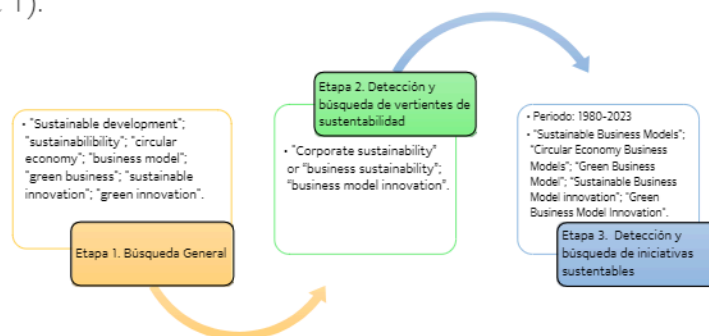 1).
• "Sustainable development";
"sustainabilibility"; "circular
economy"; "business model";
"green business"; "sustainable
innovation"; "green innovation".
Etapa 1. Búsqueda General
Etapa 2. Detección y
búsqueda de vertientes de
sustentabilidad
• "Corporate sustainability"
or "business sustainability";
"business model innovation".
• Periodo: 1980-2023
• "Sustainable Business Models";
"Circular Economy Business
Models"; "Green Business
Model"; "Sustainable Business
Model innovation"; "Green
Business Model Innovation".
Etapa 3. Detección y
búsqueda de iniciativas
sustentables